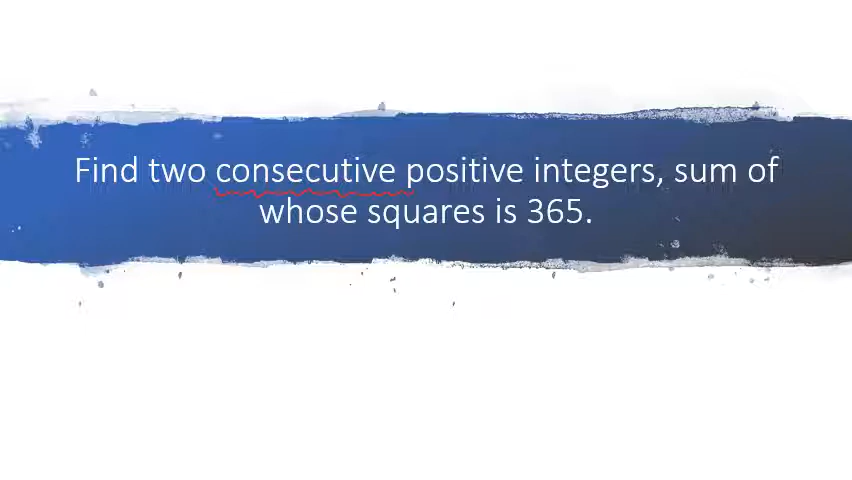 Find two consecutive positive integers, sum of
whose squares is 365.